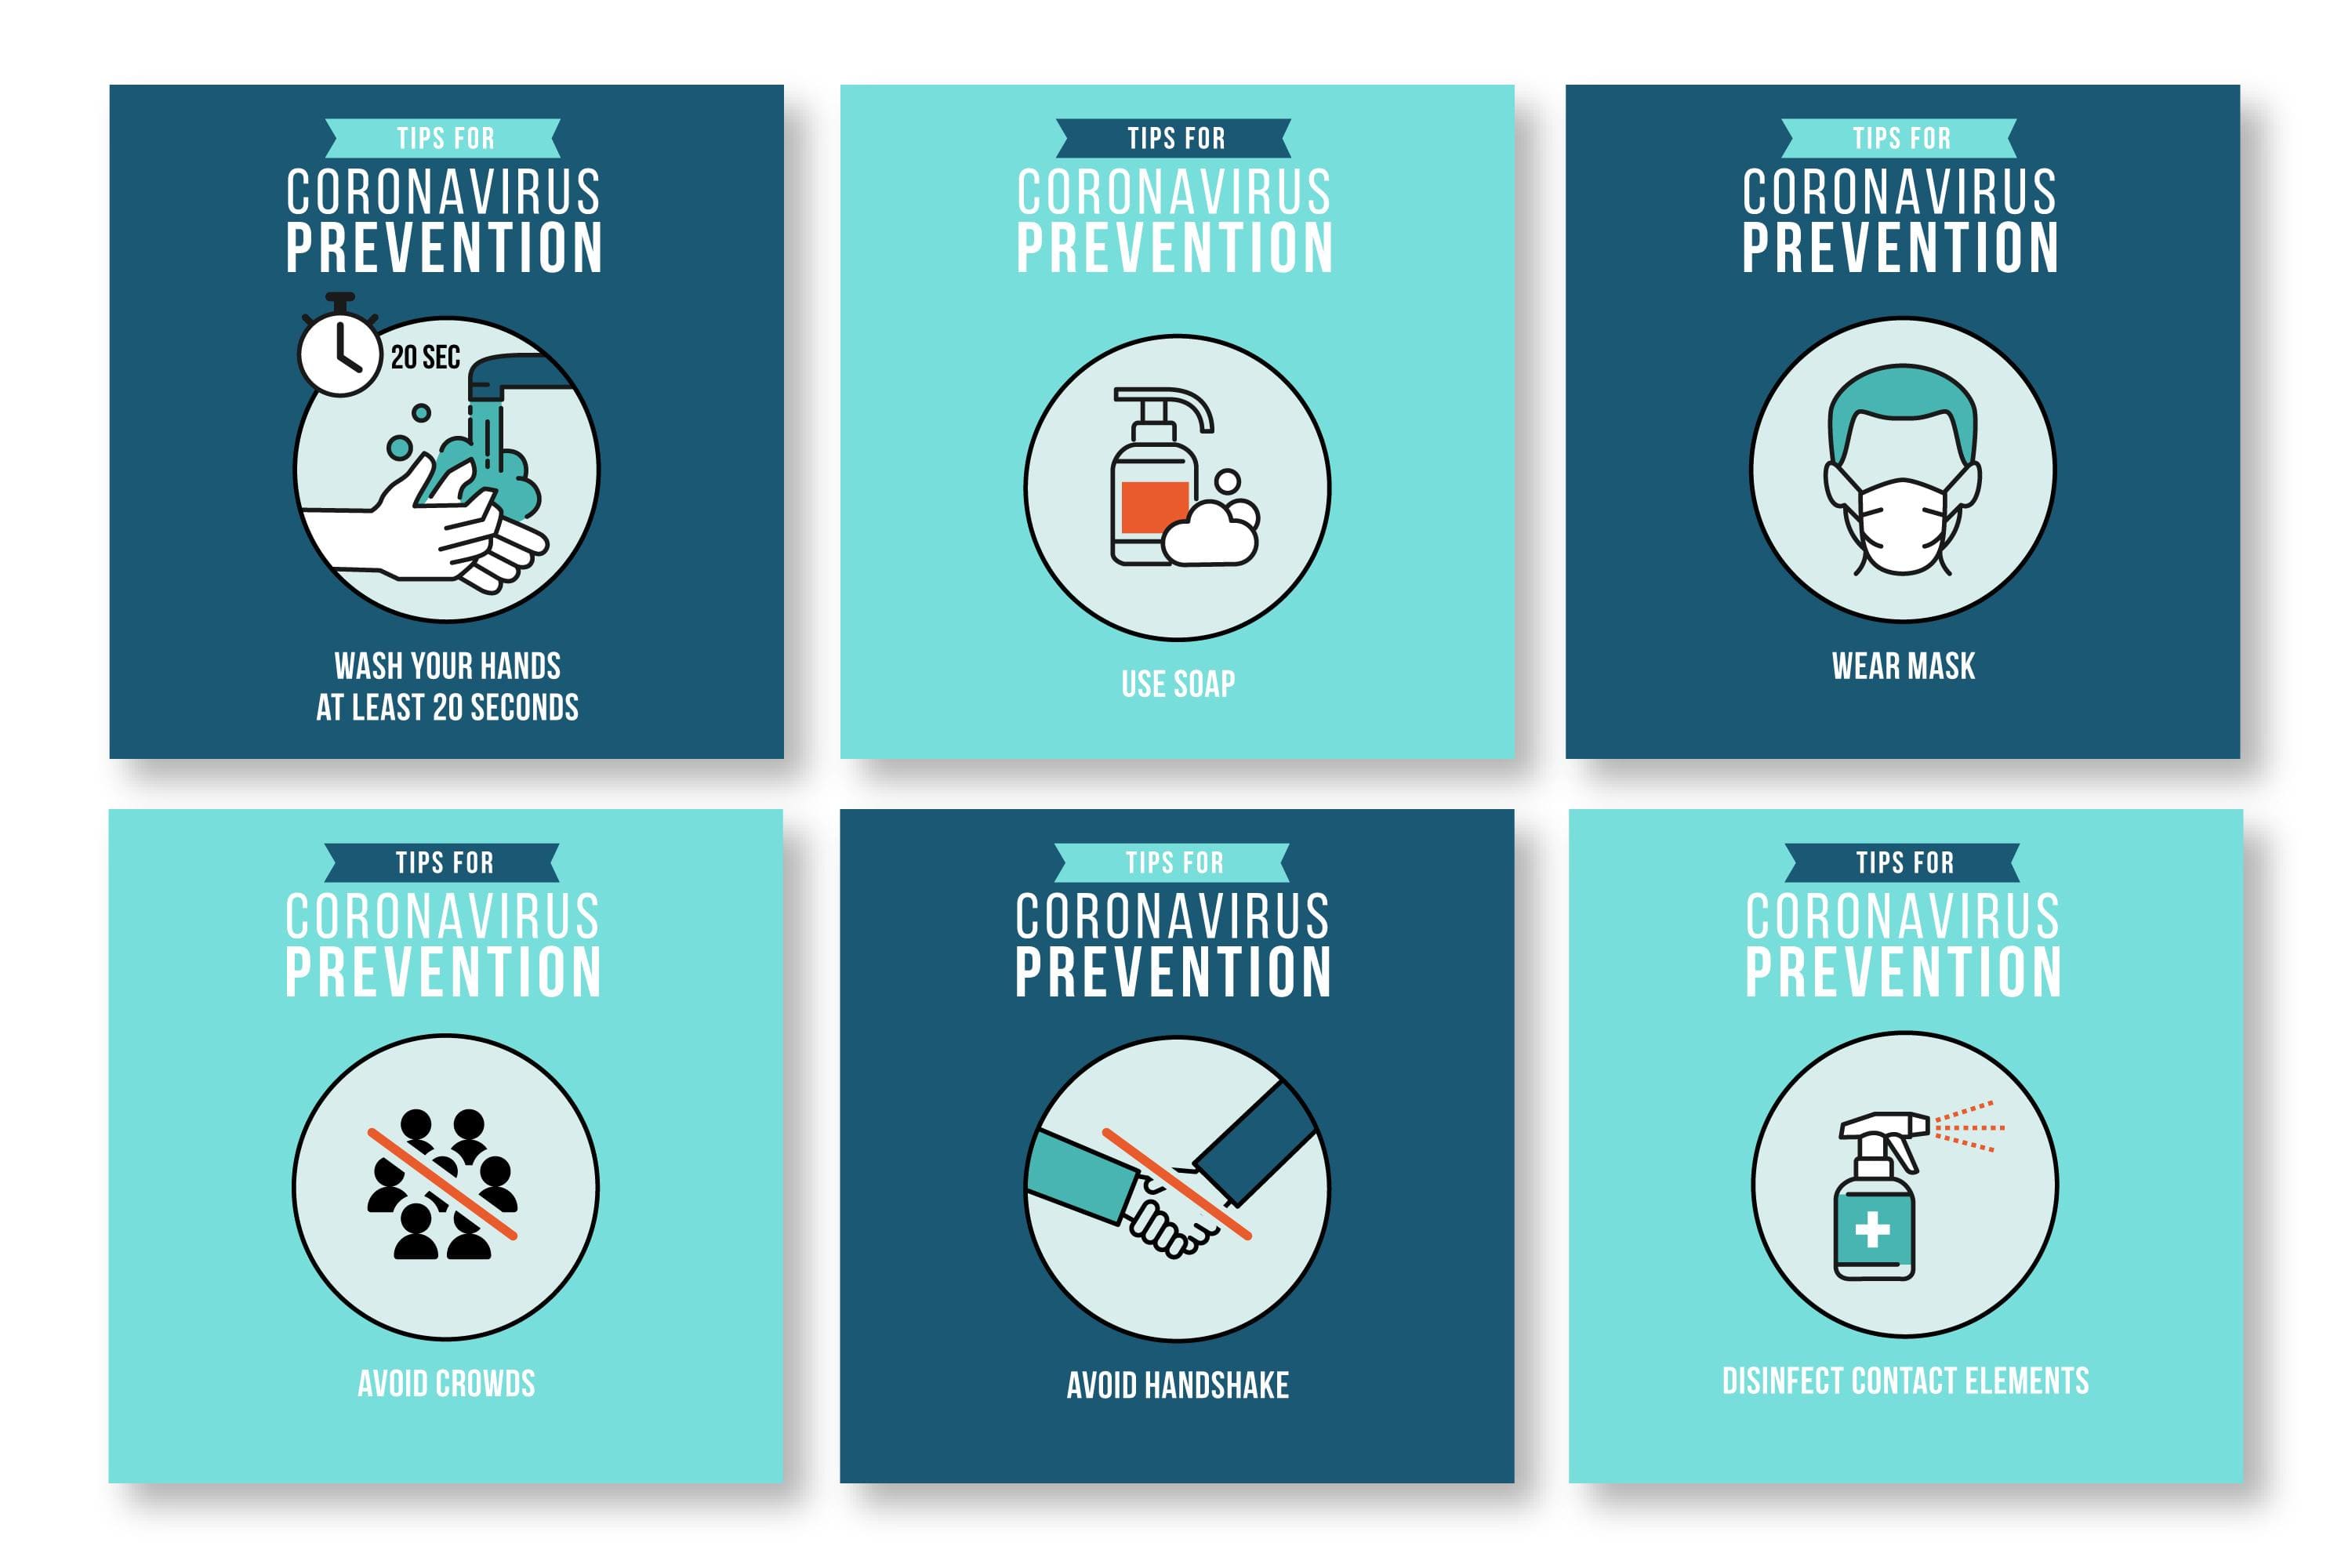 TIPS FOR
CORONAVIRUS
PREVENTION
20 SEC
WASH YOUR HANDS
AT LEAST 20 SECONDS
TIPS FOR
CORONAVIRUS
PREVENTION
USE SOAP
TIPS FOR
CORONAVIRUS
PREVENTION
WEAR MASK
TIPS FOR
CORONAVIRUS
PREVENTION
AVOID CROWDS
TIPS FOR
CORONAVIRUS
PREVENTION
AVOID HANDSHAKE
TIPS FOR
CORONAVIRUS
PREVENTION
DISINFECT CONTACT ELEMENTS